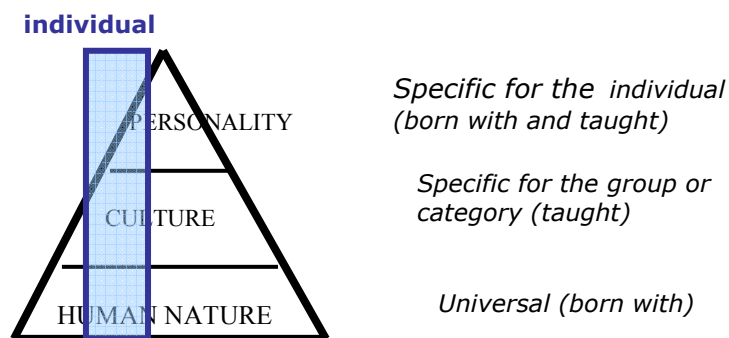 individual
PERSONALITY
Specific for the individual
(born with and taught)
CULTURE
Specific for the group or
category (taught)
HUMAN NATURE
Universal (born with)